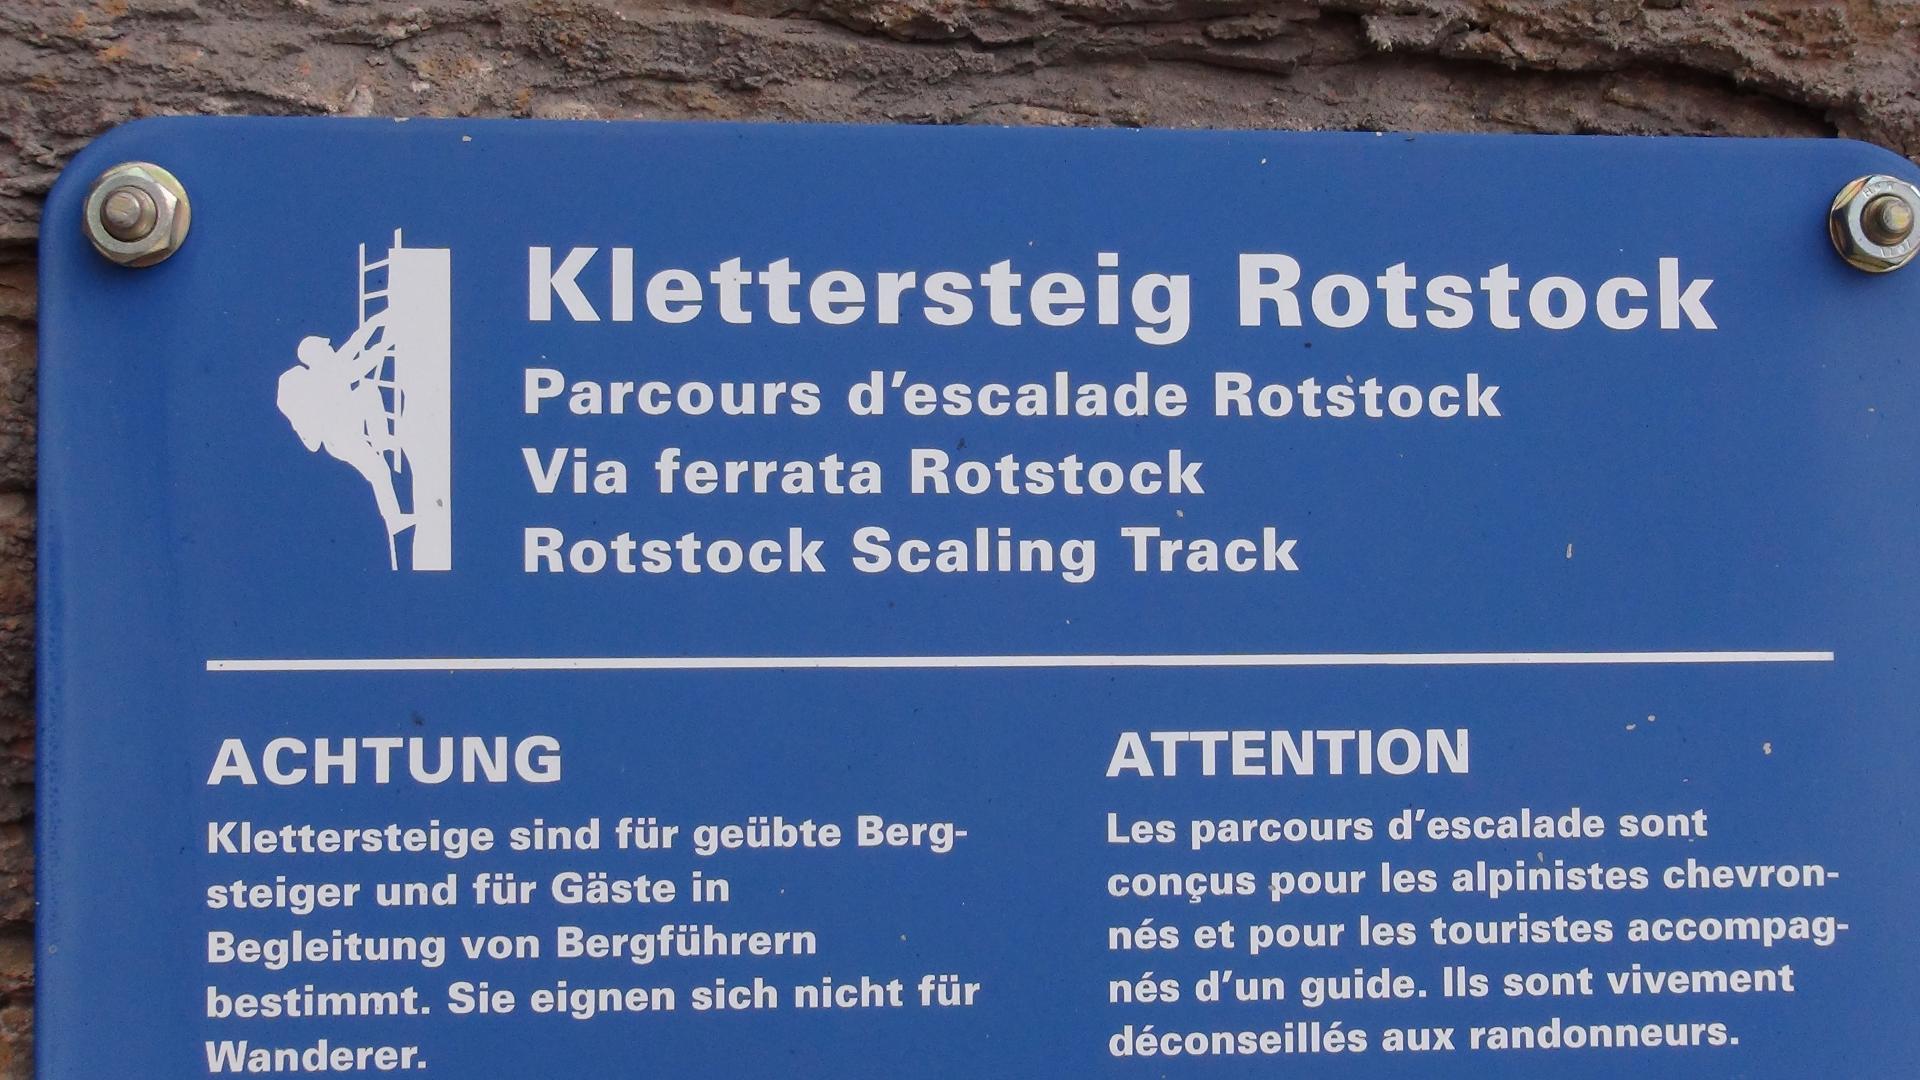 Klettersteig Rotstock
Parcours d'escalade Rotstock
Via ferrata Rotstock
Rotstock Scaling Track
ACHTUNG
Klettersteige sind für geübte Berg-
steiger und für Gäste in
Begleitung von Bergführern
bestimmt. Sie eignen sich nicht für
Wanderer.
ATTENTION
Les parcours d'escalade sont
conçus pour les alpinistes chevron-
nés et pour les touristes accompag-
nés d'un guide. Ils sont vivement
déconseillés aux randonneurs.